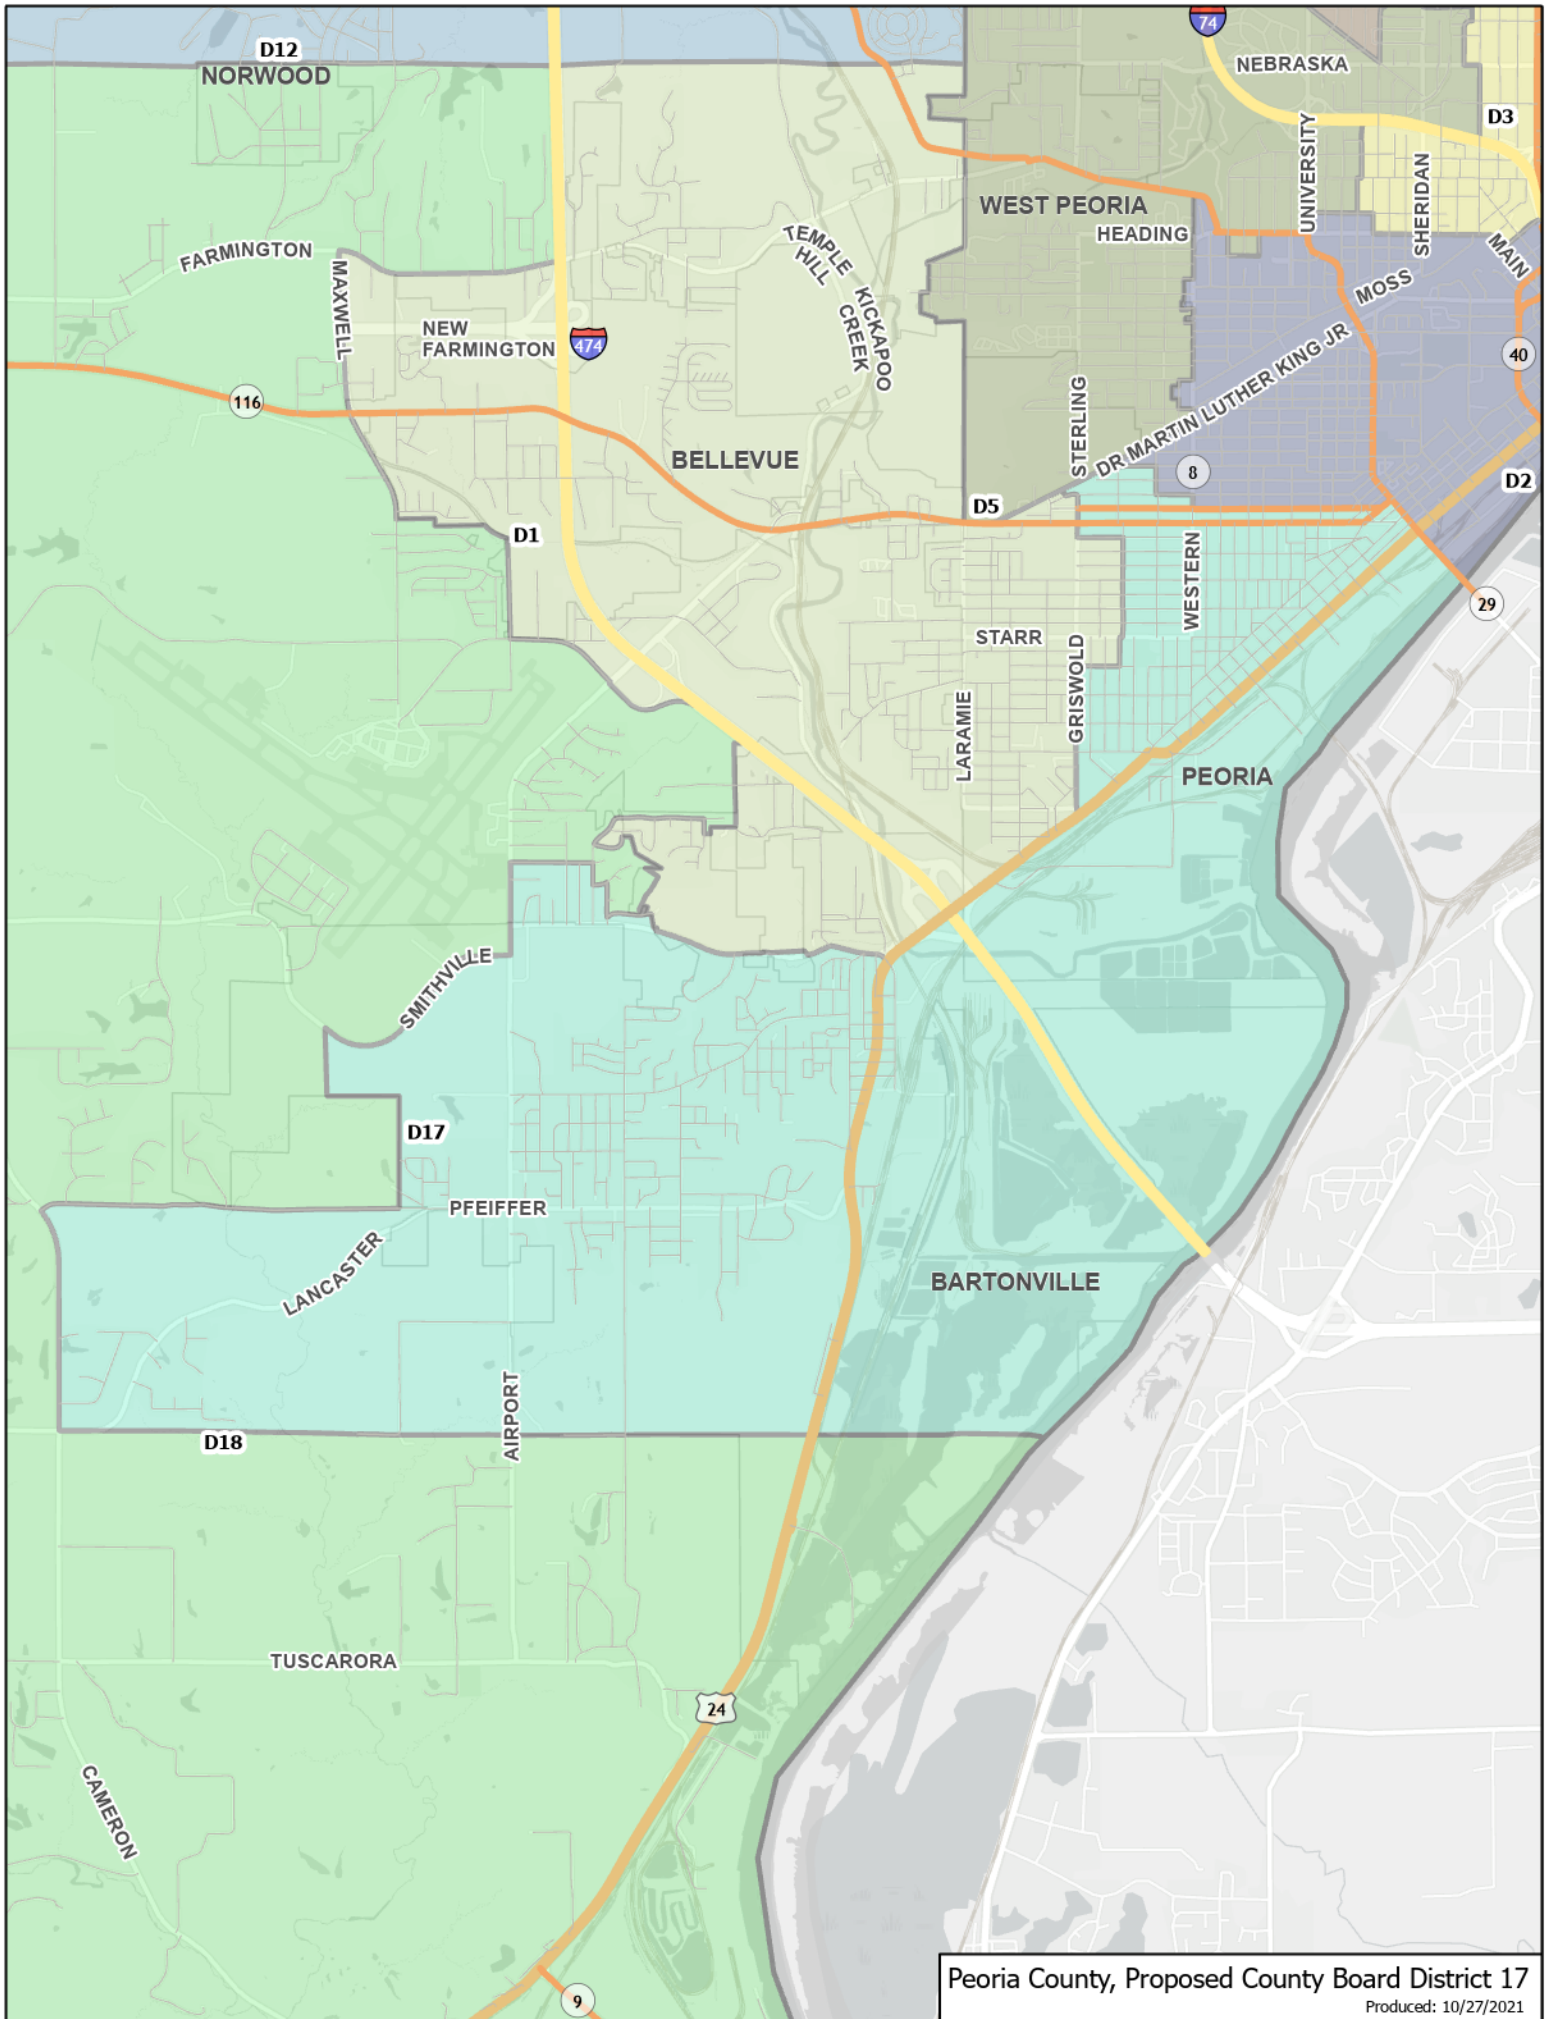 74
D12
NORWOOD
NEBRASKA
D3
UNIVERSITY
SHERIDAN
WEST PEORIA
HEADING
MAIN
FARMINGTON
TEMPLE
HILL
MAXWELL
KICKAPOO
CREEK
MOSS
NEW
FARMINGTON
474
DR MARTIN LUTHER KING JR
40
116
STERLING
BELLEVUE
8
D2
D5
D1
WESTERN
29
STARR
GRISWOLD
LARAMIE
PEORIA
SMITHVILLE
D17
PFEIFFER
LANCASTER
BARTONVILLE
AIRPORT
D18
TUSCARORA
24
CAMERON
9
Peoria County, Proposed County Board District 17
Produced: 10/27/2021